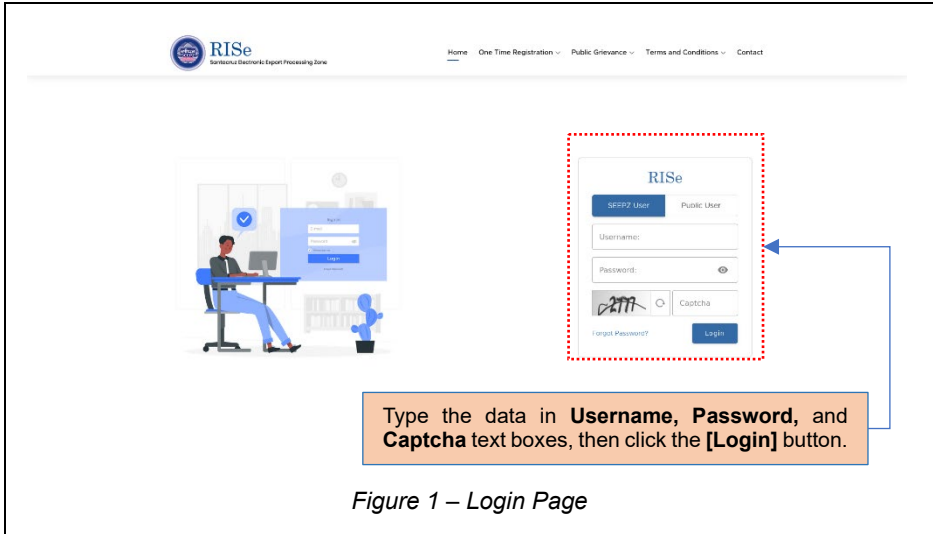 RISe
Santacruz Electronic Export Processing Zone
Home One Time Registration Public Grievance Terms and Conditions Contact
Login
RISe
SEEPZ User Public User
Username:
Password:
Captcha
Forgot Password? Login
Type the data in Username, Password, and
Captcha text boxes, then click the [Login] button.
Figure 1 – Login Page